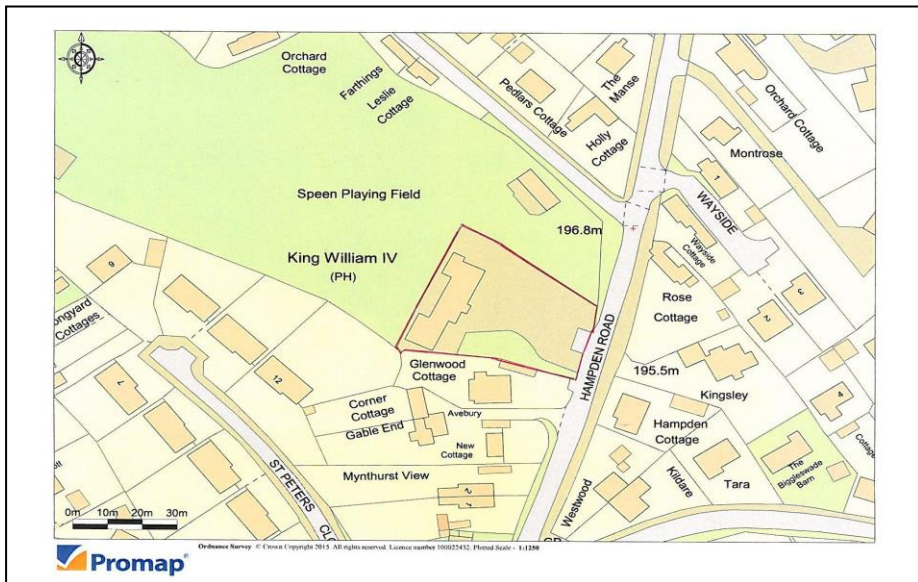 Orchard
Cottage
Farthings
Leslie
Cottage
Pedlars Cottage
The
Manse
Holly
Cottage
Orchard Cottage
Montrose
1
WAYSIDE
Speen Playing Field
196.8m
Wayside
Cottage
King William IV
(PH)
9
Rose
Cottage
3
2
ongyard
Cottages
HAMPDEN ROAD
195.5m
Glenwood
Cottage
Kingsley
12
7
Corner
Cottage
Avebury
Gable End
New
Cottage
Hampden
Cottage
4
Cottage
ST PETERS CL
Mynthurst View
2
1
Westwood
Kildare
Tara
The
Biggleswade
Barn
0m 10m 20m 30m
Promap
Ordnance Survey © Crown Copyright 2015. All rights reserved. Licence number 100022432. Plotted Scale - 1:1250